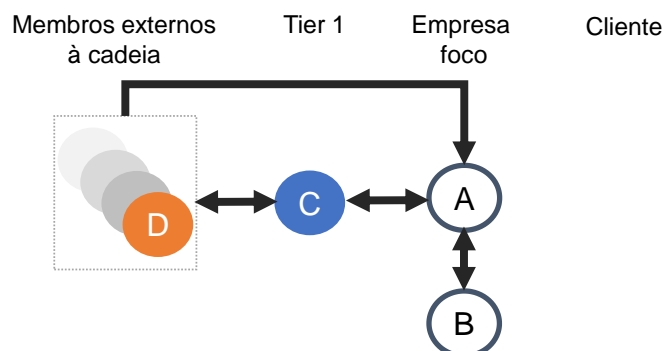 Membros externos
à cadeia
Tier 1
Empresa
foco
Cliente
D
C
A
B